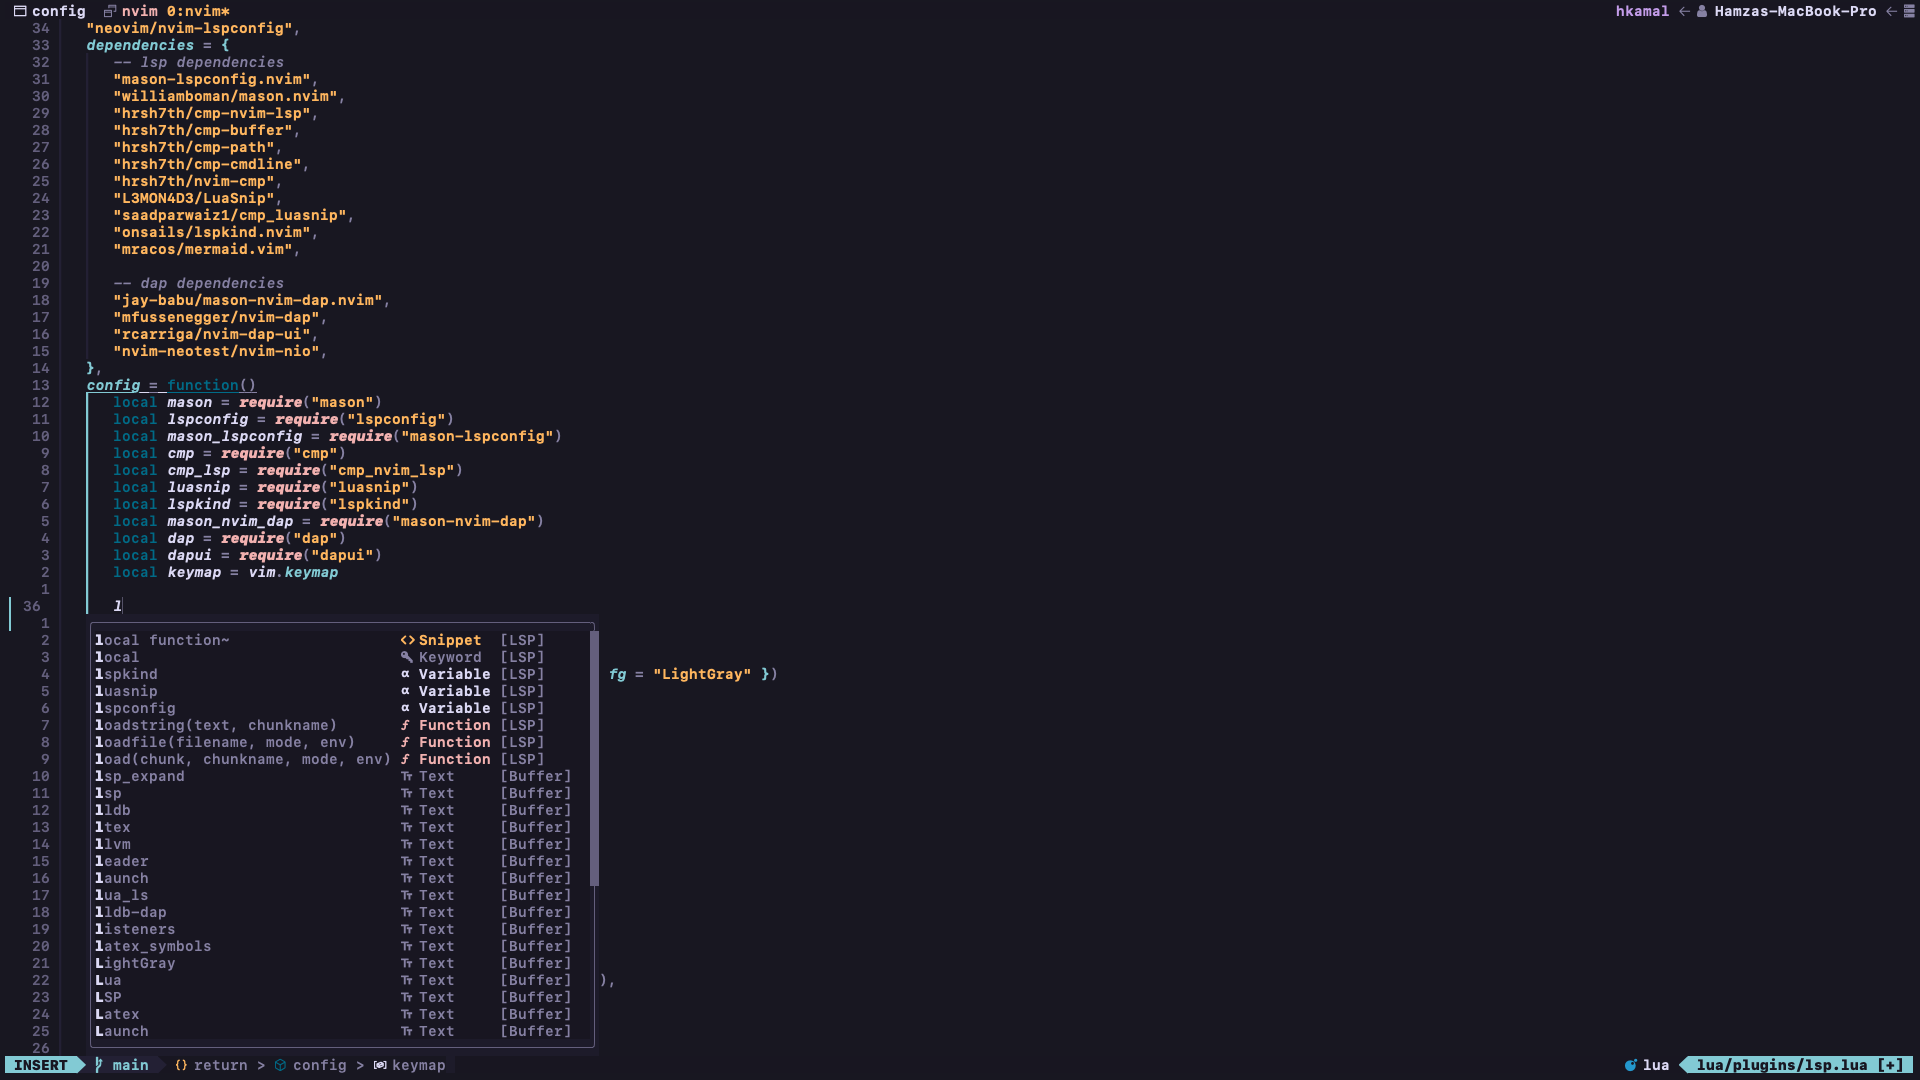 config nvim 0:nvim* hkamal ← Hamzas-MacBook-Pro ←
34 "neovim/nvim-lspconfig",
33 dependencies = {
32 -- lsp dependencies
31 "mason-lspconfig.nvim",
30 "williamboman/mason.nvim",
29 "hrsh7th/cmp-nvim-lsp",
28 "hrsh7th/cmp-buffer",
27 "hrsh7th/cmp-path",
26 "hrsh7th/cmp-cmdline",
25 "hrsh7th/nvim-cmp",
24 "L3MON4D3/LuaSnip",
23 "saadparwaiz1/cmp_luasnip",
22 "onsails/lspkind.nvim",
21 "mracos/mermaid.vim",
20
19 -- dap dependencies
18 "jay-babu/mason-nvim-dap.nvim",
17 "mfussenegger/nvim-dap",
16 "rcarriga/nvim-dap-ui",
15 "nvim-neotest/nvim-nio",
14 },
13 config = function()
12 local mason = require("mason")
11 local lspconfig = require("lspconfig")
10 local mason_lspconfig = require("mason-lspconfig")
9 local cmp = require("cmp")
8 local cmp_lsp = require("cmp_nvim_lsp")
7 local luasnip = require("luasnip")
6 local lspkind = require("lspkind")
5 local mason_nvim_dap = require("mason-nvim-dap")
4 local dap = require("dap")
3 local dapui = require("dapui")
2 local keymap = vim.keymap
1
36 l
1
2 local function~ <> Snippet [LSP]
3 local Keyword [LSP]
4 lspkind α Variable [LSP] fg = "LightGray" })
5 luasnip α Variable [LSP]
6 lspconfig α Variable [LSP]
7 loadstring(text, chunkname) ƒ Function [LSP]
8 loadfile(filename, mode, env) ƒ Function [LSP]
9 load(chunk, chunkname, mode, env) ƒ Function [LSP]
10 lsp_expand Text [Buffer]
11 lsp Text [Buffer]
12 lldb Text [Buffer]
13 ltex Text [Buffer]
14 llvm Text [Buffer]
15 leader Text [Buffer]
16 launch Text [Buffer]
17 lua_ls Text [Buffer]
18 lldb-dap Text [Buffer]
19 listeners Text [Buffer]
20 latex_symbols Text [Buffer]
21 LightGray Text [Buffer]
22 Lua Text [Buffer] ),
23 LSP Text [Buffer]
24 Latex Text [Buffer]
25 Launch Text [Buffer]
26
INSERT main {} return > config > keymap lua lua/plugins/lsp.lua [+]